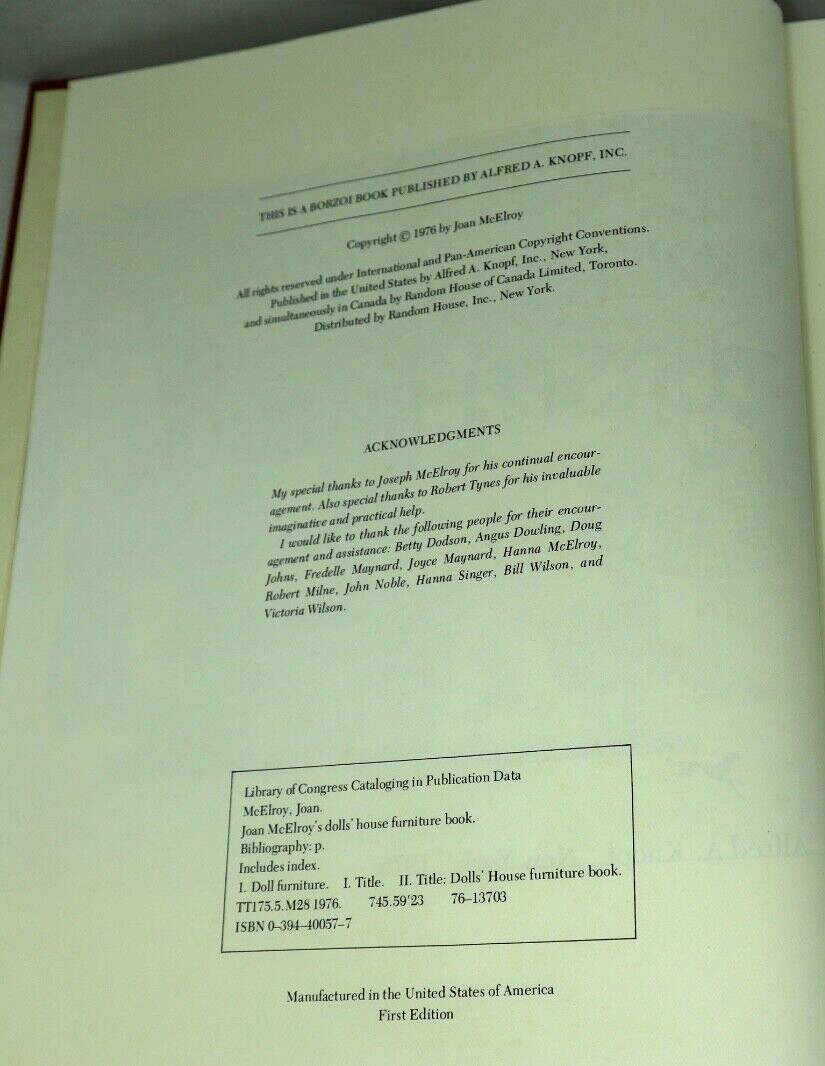 THIS IS A BORZOI BOOK PUBLISHED BY ALFRED A. KNOPF, INC.
Copyright © 1976 by Joan McElroy
All rights reserved under International and Pan-American Copyright Conventions.
Published in the United States by Alfred A. Knopf, Inc., New York,
and simultaneously in Canada by Random House of Canada Limited, Toronto.
Distributed by Random House, Inc., New York.
ACKNOWLEDGMENTS
My special thanks to Joseph McElroy for his continual encour-
agement. Also special thanks to Robert Tynes for his invaluable
imaginative and practical help.
I would like to thank the following people for their encour-
agement and assistance: Betty Dodson, Angus Dowling, Doug
Johns, Fredelle Maynard, Joyce Maynard, Hanna McElroy,
Robert Milne, John Noble, Hanna Singer, Bill Wilson, and
Victoria Wilson.
Library of Congress Cataloging in Publication Data
McElroy, Joan.
Joan McElroy's dolls' house furniture book.
Bibliography: p.
Includes index.
1. Doll furniture. I. Title. II. Title: Dolls' House furniture book.
TT175.5.M28 1976. 745.59'23 76–13703
ISBN 0–394–40057–7
Manufactured in the United States of America
First Edition